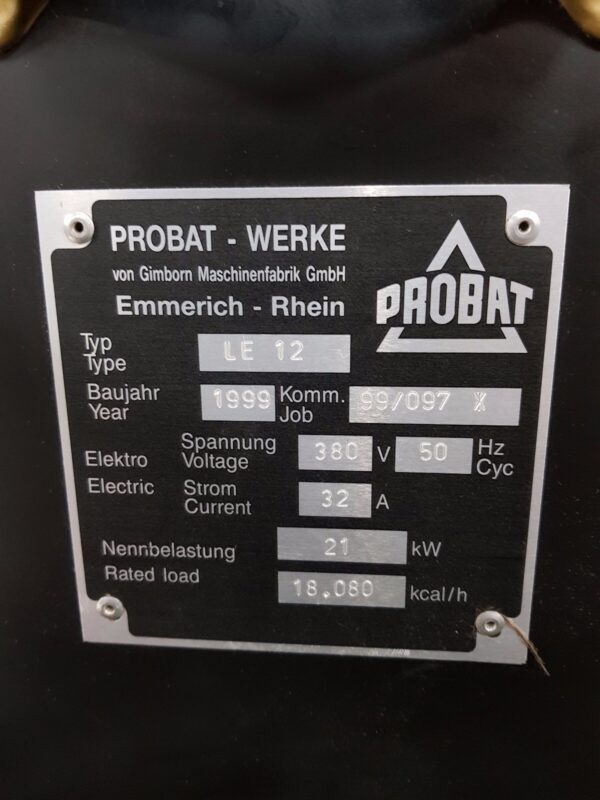 PROBAT - WERKE
von Gimborn Maschinenfabrik GmbH
Emmerich - Rhein
PROBAT
Typ
Type
LE 12
Baujahr
Year
1999
Komm.
Job
99/097 X
Elektro
Electric
Spannung
Voltage
380 V 50 Hz
Cyc
Strom
Current
32 A
Nennbelastung
Rated load
21 kW
18.080 kcal/h